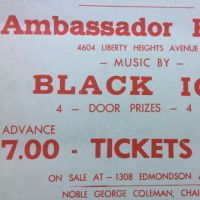 Ambassador
4604 LIBERTY HEIGHTS AVENUE
— MUSIC BY —
BLACK
4 — DOOR PRIZES — 4
ADVANCE
7.00 - TICKETS
ON SALE AT — 1308 EDMONDSON
NOBLE GEORGE COLEMAN,